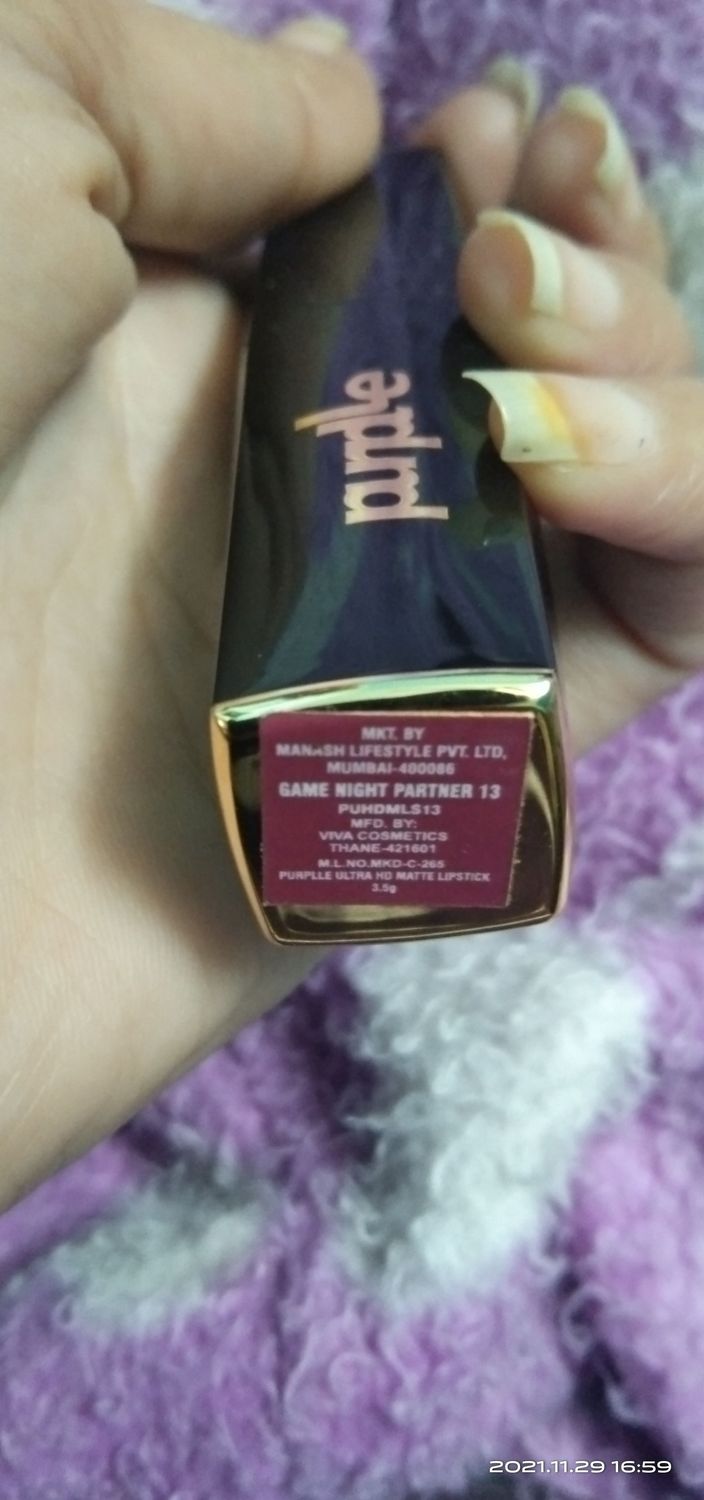 purplle
MKT. BY
MANASH LIFESTYLE PVT. LTD,
MUMBAI-400086
GAME NIGHT PARTNER 13
PUHDMLS13
MFD. BY:
VIVA COSMETICS
THANE-421601
M.L.NO.MKD-C-265
PURPLLE ULTRA HD MATTE LIPSTICK
3.5g
2021.11.29 16:59